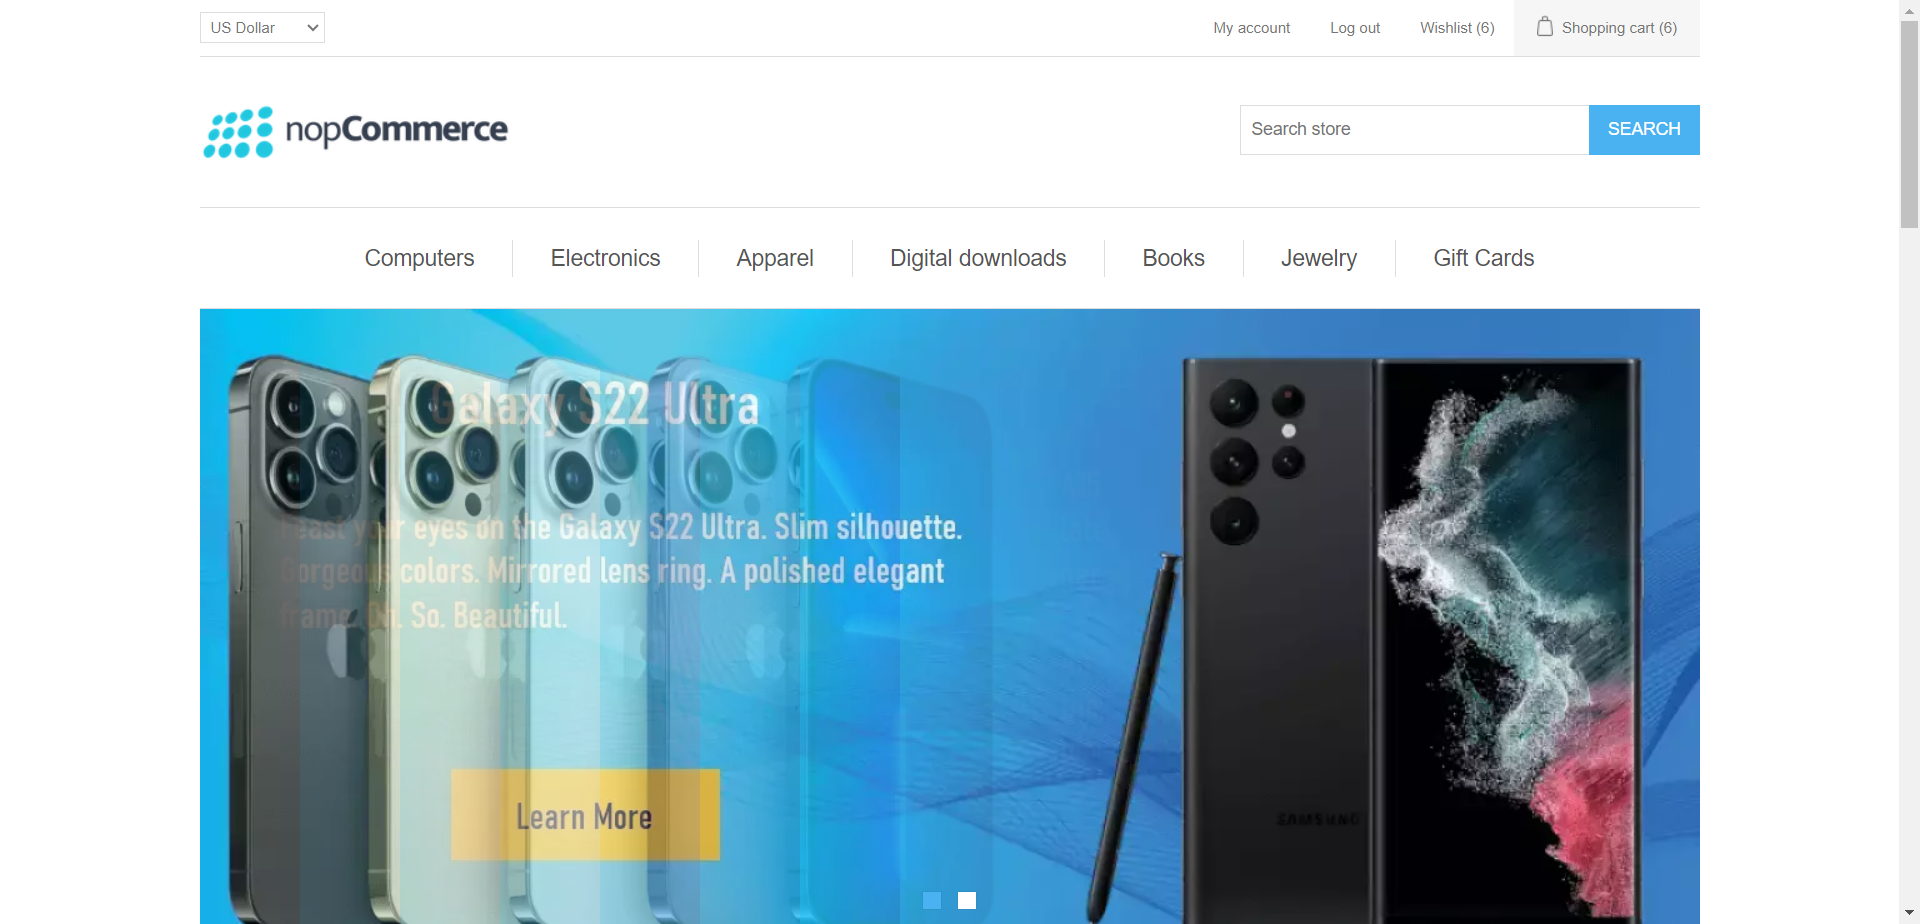 US Dollar
My account
Log out
Wishlist (6)
Shopping cart (6)
nopCommerce
Search store
SEARCH
Computers
Electronics
Apparel
Digital downloads
Books
Jewelry
Gift Cards
Galaxy S22 Ultra
Feast your eyes on the Galaxy S22 Ultra. Slim silhouette.
Gorgeous colors. Mirrored lens ring. A polished elegant
frame. Oh. So. Beautiful.
Learn More
SAMSUNG